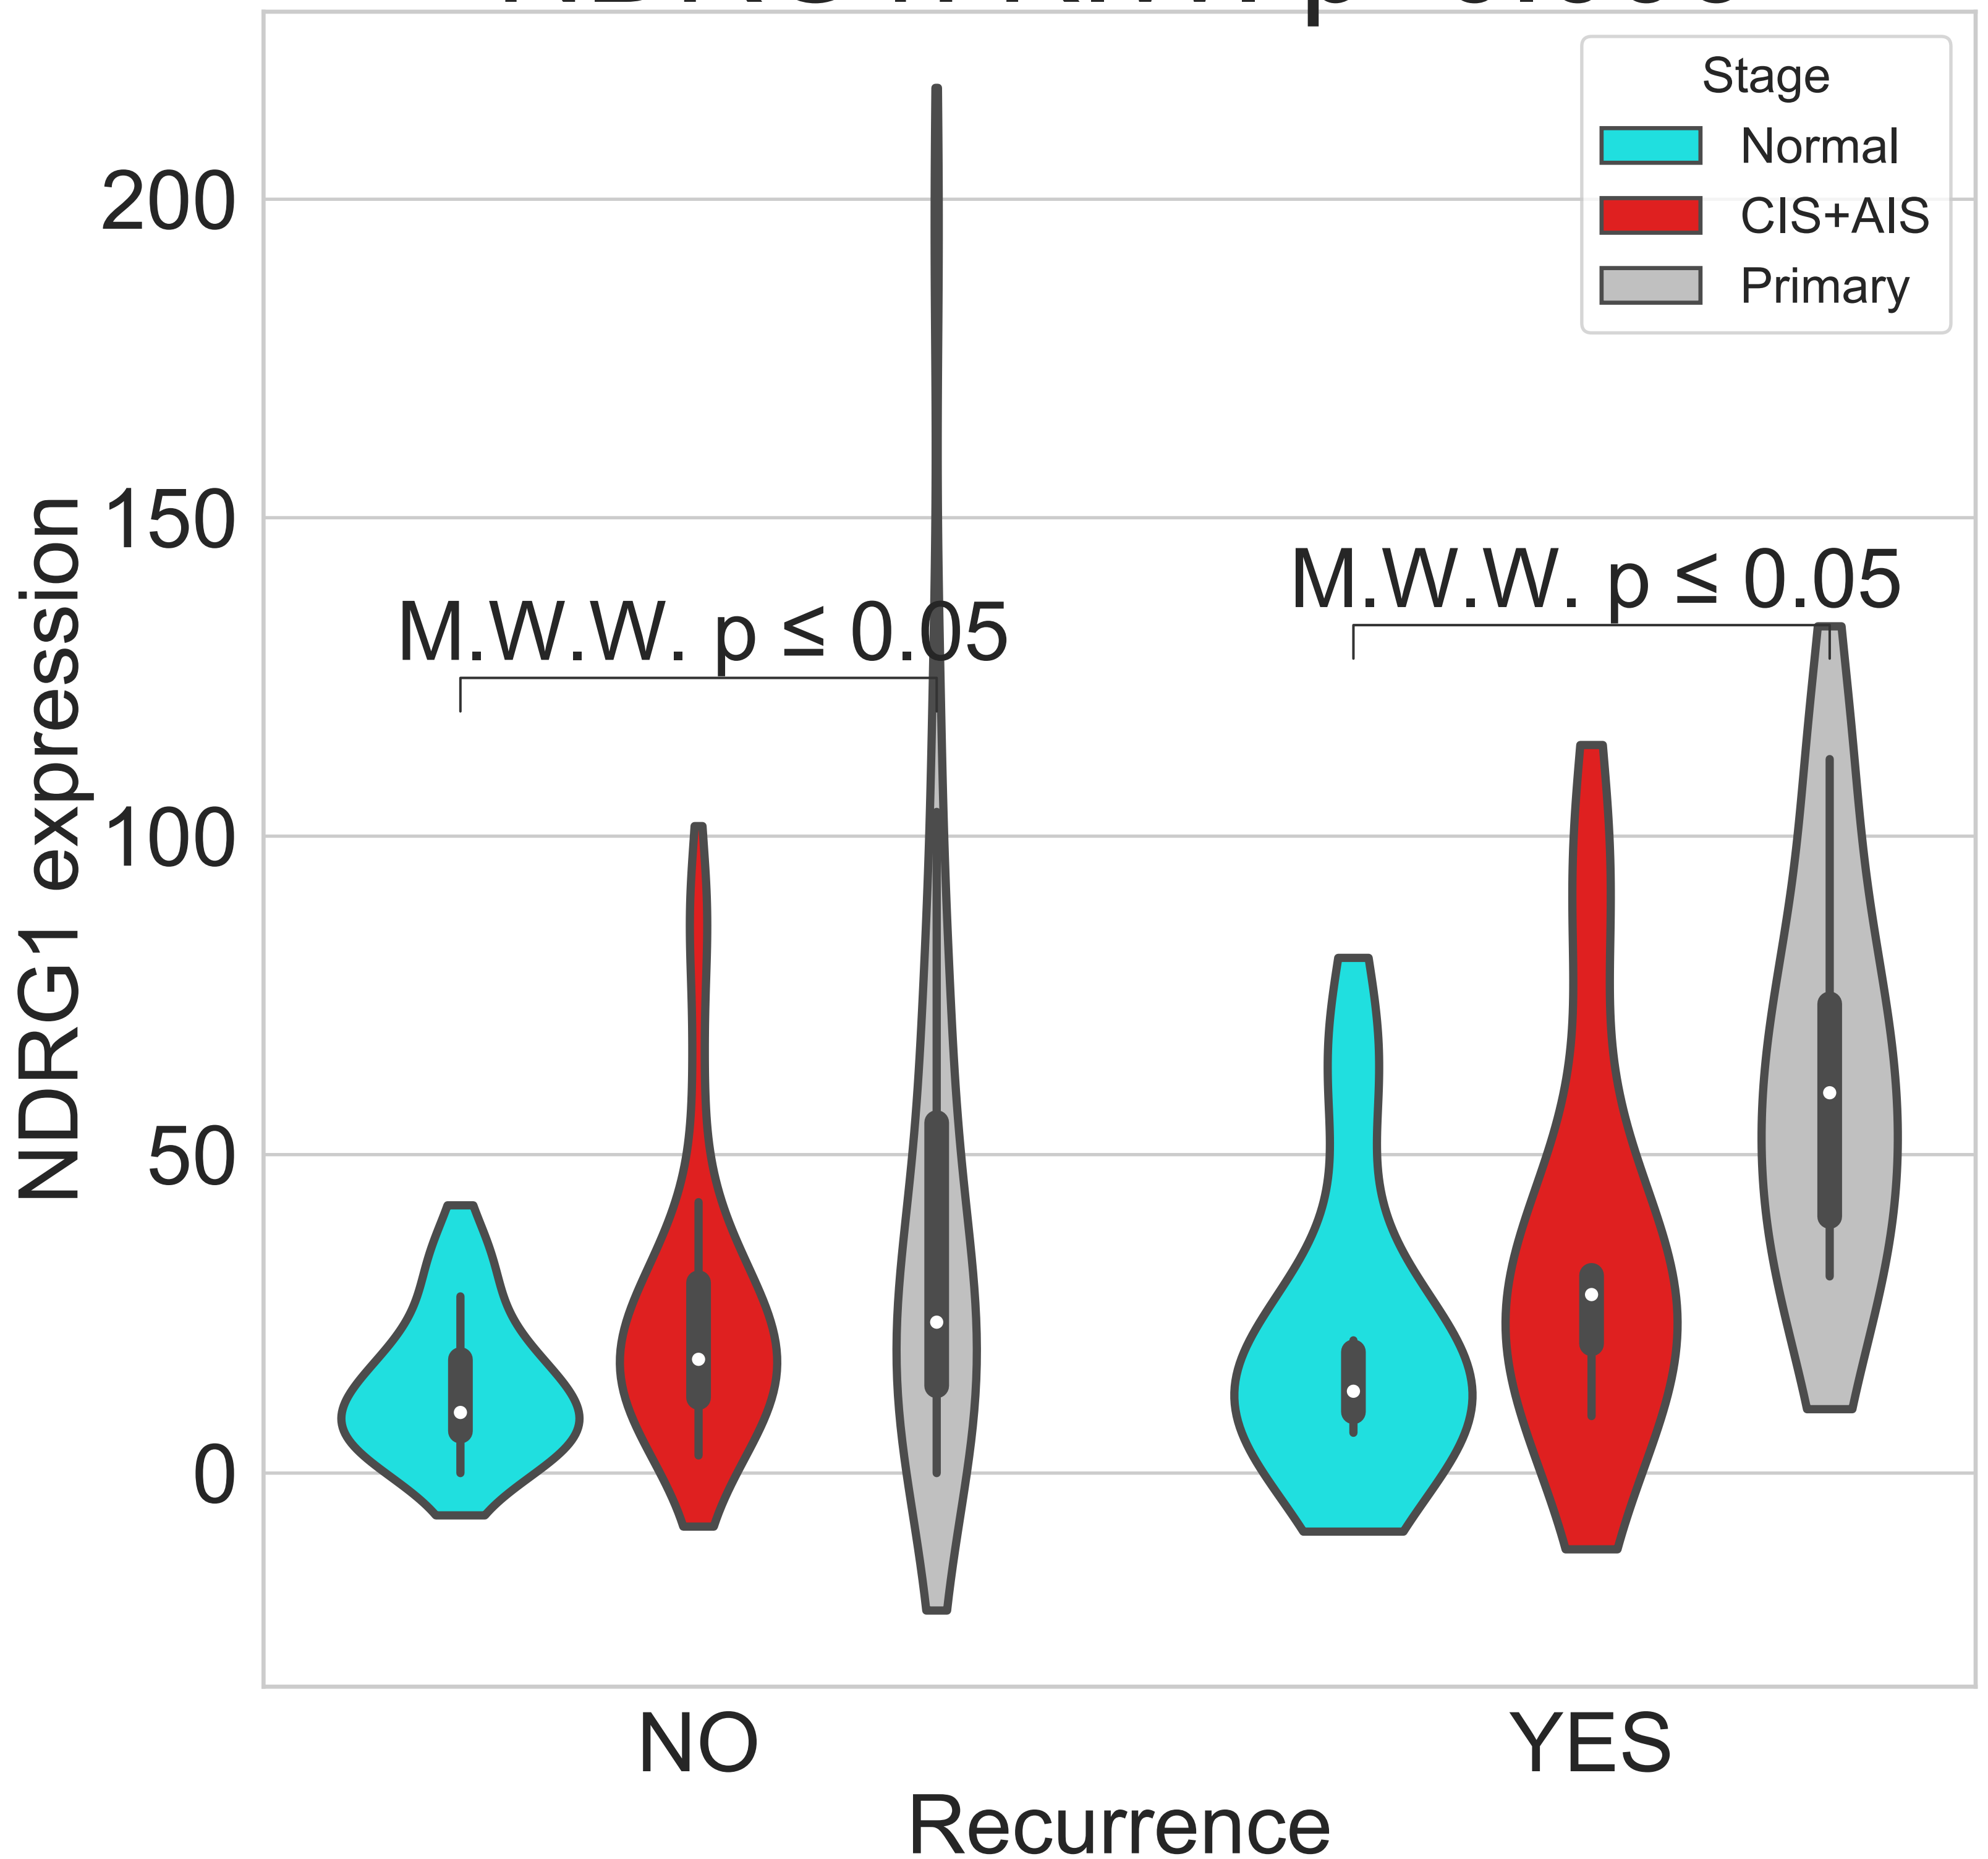 Stage
Normal
CIS+AIS
Primary
200
150
100
50
0
NDRG1 expression
M.W.W. p ≤ 0.05
M.W.W. p ≤ 0.05
NO
YES
Recurrence